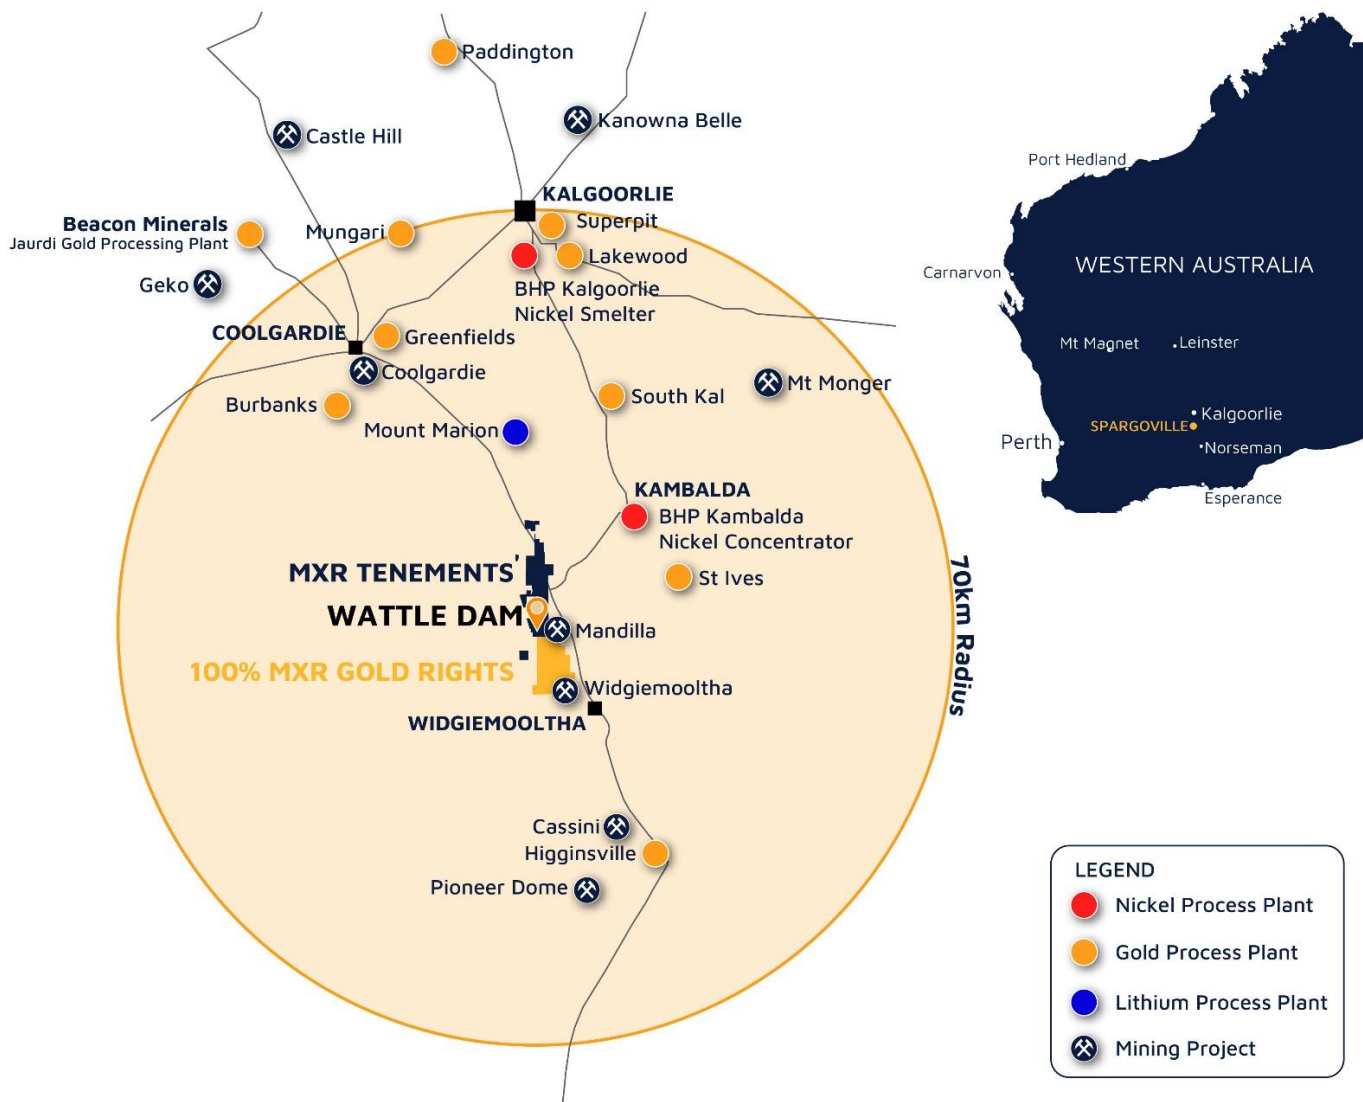 Paddington
Kanowna Belle
Castle Hill
KALGOORLIE
Superpit
Beacon Minerals
Jaurdi Gold Processing Plant
Mungari
Lakewood
Geko
BHP Kalgoorlie
Nickel Smelter
COOLGARDIE
Greenfields
Coolgardie
Mt Monger
Burbanks
South Kal
Mount Marion
KAMBALDA
BHP Kambalda
Nickel Concentrator
MXR TENEMENTS
St Ives
WATTLE DAM
Mandilla
100% MXR GOLD RIGHTS
Widgiemooltha
WIDGIEMOOLTHA
70km Radius
Cassini
Higginsville
Pioneer Dome
Port Hedland
WESTERN AUSTRALIA
Carnarvon
Mt Magnet
Leinster
Kalgoorlie
SPARGOVILLE
Perth
Norseman
Esperance
LEGEND
Nickel Process Plant
Gold Process Plant
Lithium Process Plant
Mining Project